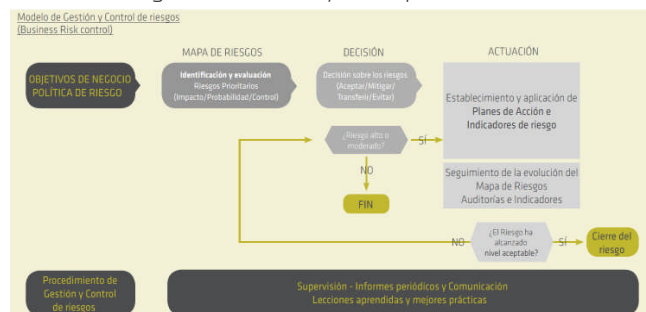 Modelo de Gestión y Control de riesgos
(Business Risk control)
MAPA DE RIESGOS
DECISIÓN
ACTUACIÓN
OBJETIVOS DE NEGOCIO
POLÍTICA DE RIESGO
Identificación y evaluación
Riesgos Prioritarios
(Impacto/Probabilidad/Control)
Decisión sobre los riesgos
(Aceptar/Mitigar/
Transferir/Evitar)
Establecimiento y aplicación de
Planes de Acción e
Indicadores de riesgo
¿Riesgo alto o
moderado?
SÍ
NO
FIN
Seguimiento de la evolución del
Mapa de Riesgos
Auditorías e Indicadores
NO
¿El Riesgo ha
alcanzado
nivel aceptable?
SÍ
Cierre del
riesgo
Procedimiento de
Gestión y Control
de riesgos
Supervisión - Informes periódicos y Comunicación
Lecciones aprendidas y mejores prácticas